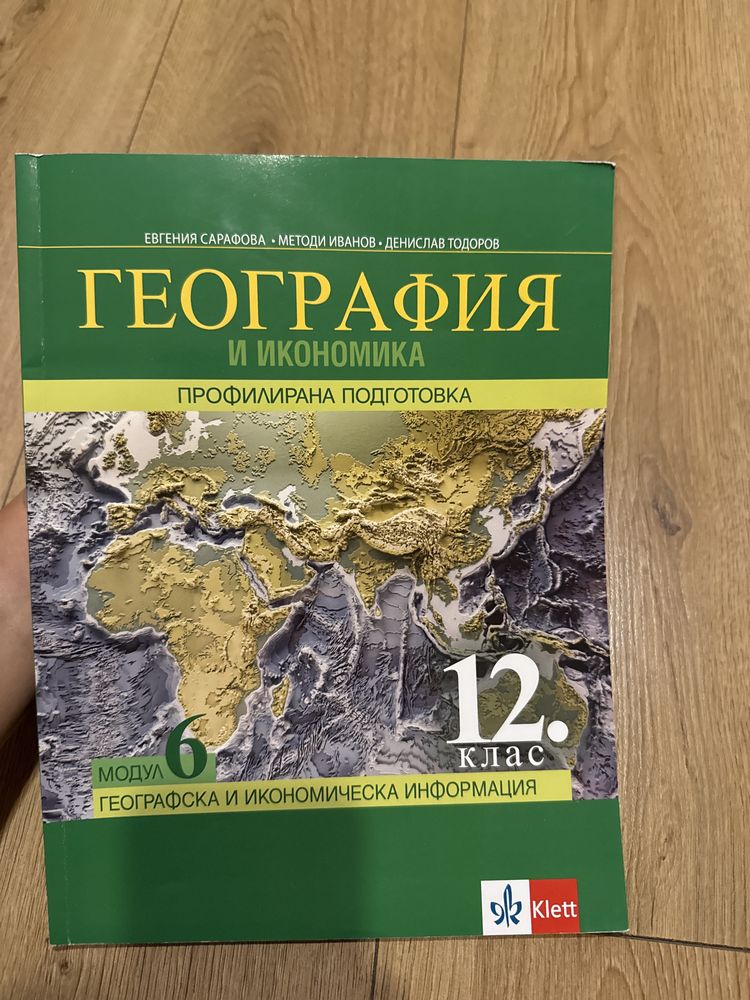 ЕВГЕНИЯ САРАФОВА • МЕТОДИ ИВАНОВ • ДЕНИСЛАВ ТОДОРОВ
ГЕОГРАФИЯ
И ИКОНОМИКА
ПРОФИЛИРАНА ПОДГОТОВКА
12.
клас
МОДУЛ 6
ГЕОГРАФСКА И ИКОНОМИЧЕСКА ИНФОРМАЦИЯ
Klett